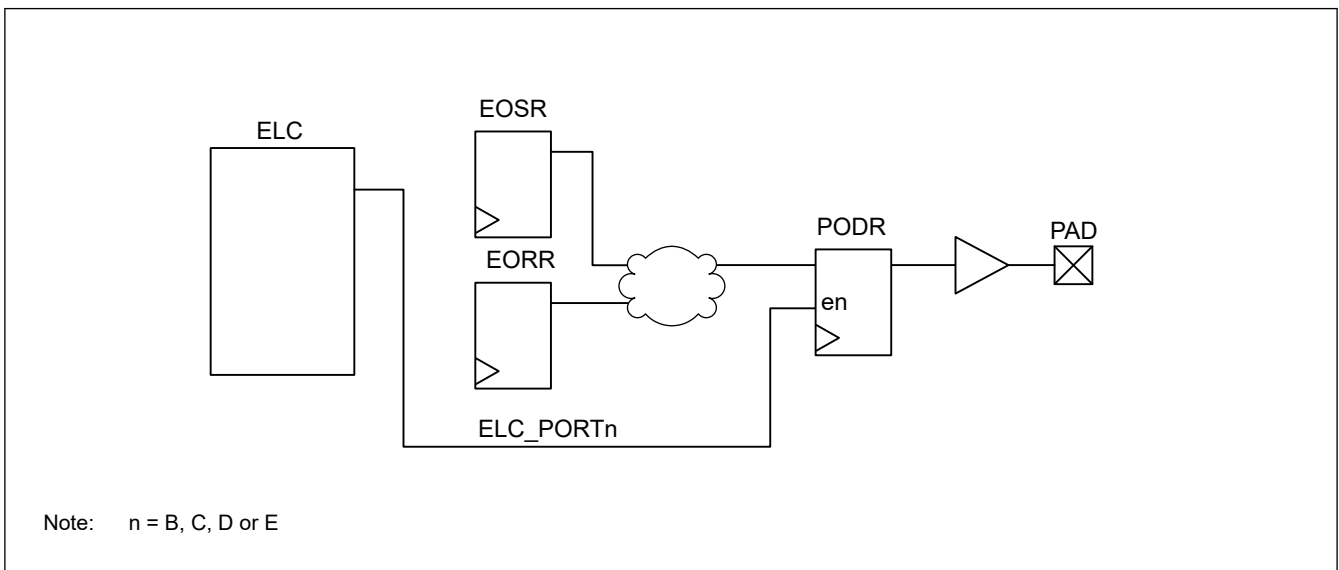 EOSR
ELC
PODR
PAD
EORR
en
ELC_PORTn
Note: n = B, C, D or E